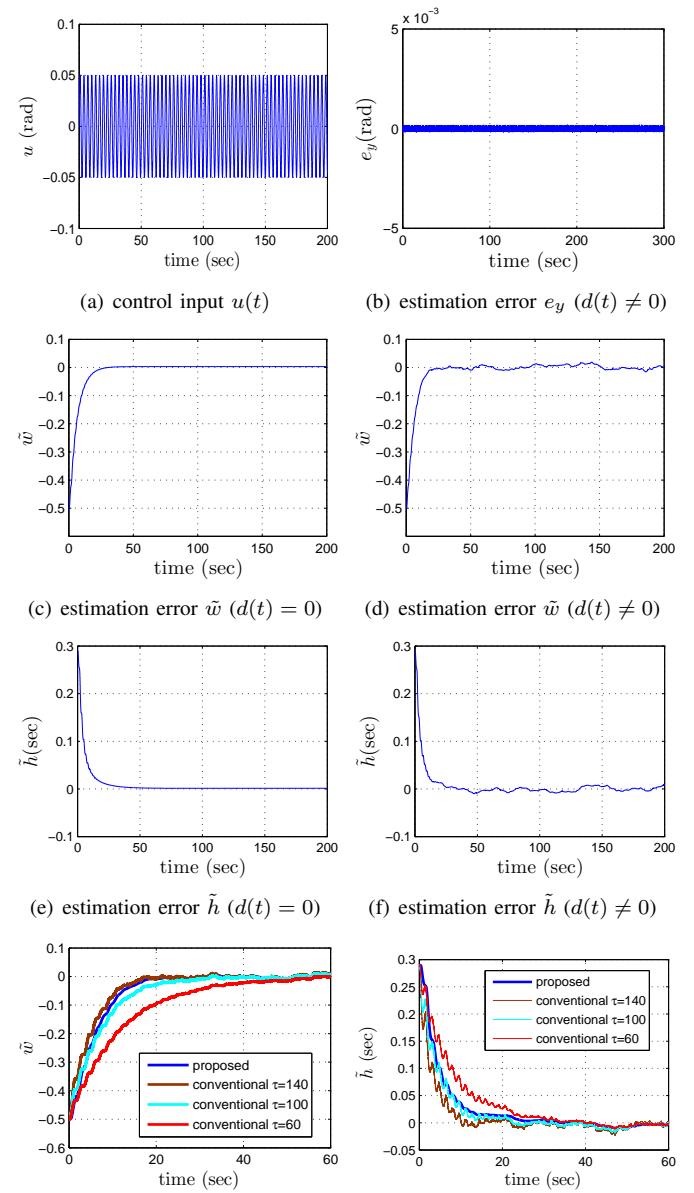 0.1
0.05
0
−0.05
−0.1
u (rad)
0 50 100 150 200
time (sec)
(a) control input u(t)
x 10⁻³
5
0
−5
e_y(rad)
0 100 200 300
time (sec)
(b) estimation error e_y (d(t) ≠ 0)
0.1
0
−0.1
−0.2
−0.3
−0.4
−0.5
w̃
0 50 100 150 200
time (sec)
(c) estimation error w̃ (d(t) = 0)
0.1
0
−0.1
−0.2
−0.3
−0.4
−0.5
w̃
0 50 100 150 200
time (sec)
(d) estimation error w̃ (d(t) ≠ 0)
0.3
0.2
0.1
0
−0.1
h̃(sec)
0 50 100 150 200
time (sec)
(e) estimation error h̃ (d(t) = 0)
0.3
0.2
0.1
0
−0.1
h̃(sec)
0 50 100 150 200
time (sec)
(f) estimation error h̃ (d(t) ≠ 0)
0.1
0
−0.1
−0.2
−0.3
−0.4
−0.5
−0.6
w̃
proposed
conventional τ=140
conventional τ=100
conventional τ=60
0 20 40 60
time (sec)
0.3
0.25
0.2
0.15
0.1
0.05
0
−0.05
h̃ (sec)
proposed
conventional τ=140
conventional τ=100
conventional τ=60
0 20 40 60
time (sec)